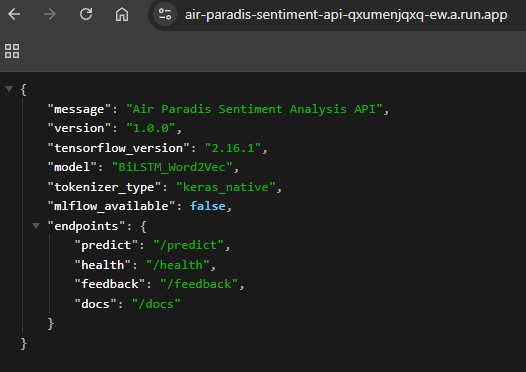 air-paradis-sentiment-api-qxumenjqxq-ew.a.run.app
{
"message": "Air Paradis Sentiment Analysis API",
"version": "1.0.0",
"tensorflow_version": "2.16.1",
"model": "BiLSTM_Word2Vec",
"tokenizer_type": "keras_native",
"mlflow_available": false,
"endpoints": {
"predict": "/predict",
"health": "/health",
"feedback": "/feedback",
"docs": "/docs"
}
}